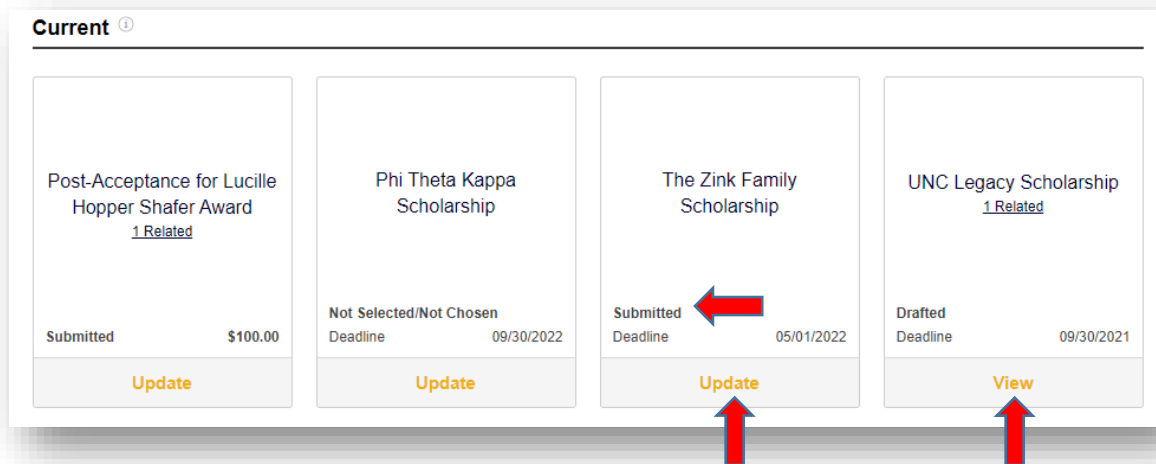 Current
Post-Acceptance for Lucille
Hopper Shafer Award
1 Related
Submitted $100.00
Update
Phi Theta Kappa
Scholarship
Not Selected/Not Chosen
Deadline 09/30/2022
Update
The Zink Family
Scholarship
Submitted
Deadline 05/01/2022
Update
UNC Legacy Scholarship
1 Related
Drafted
Deadline 09/30/2021
View